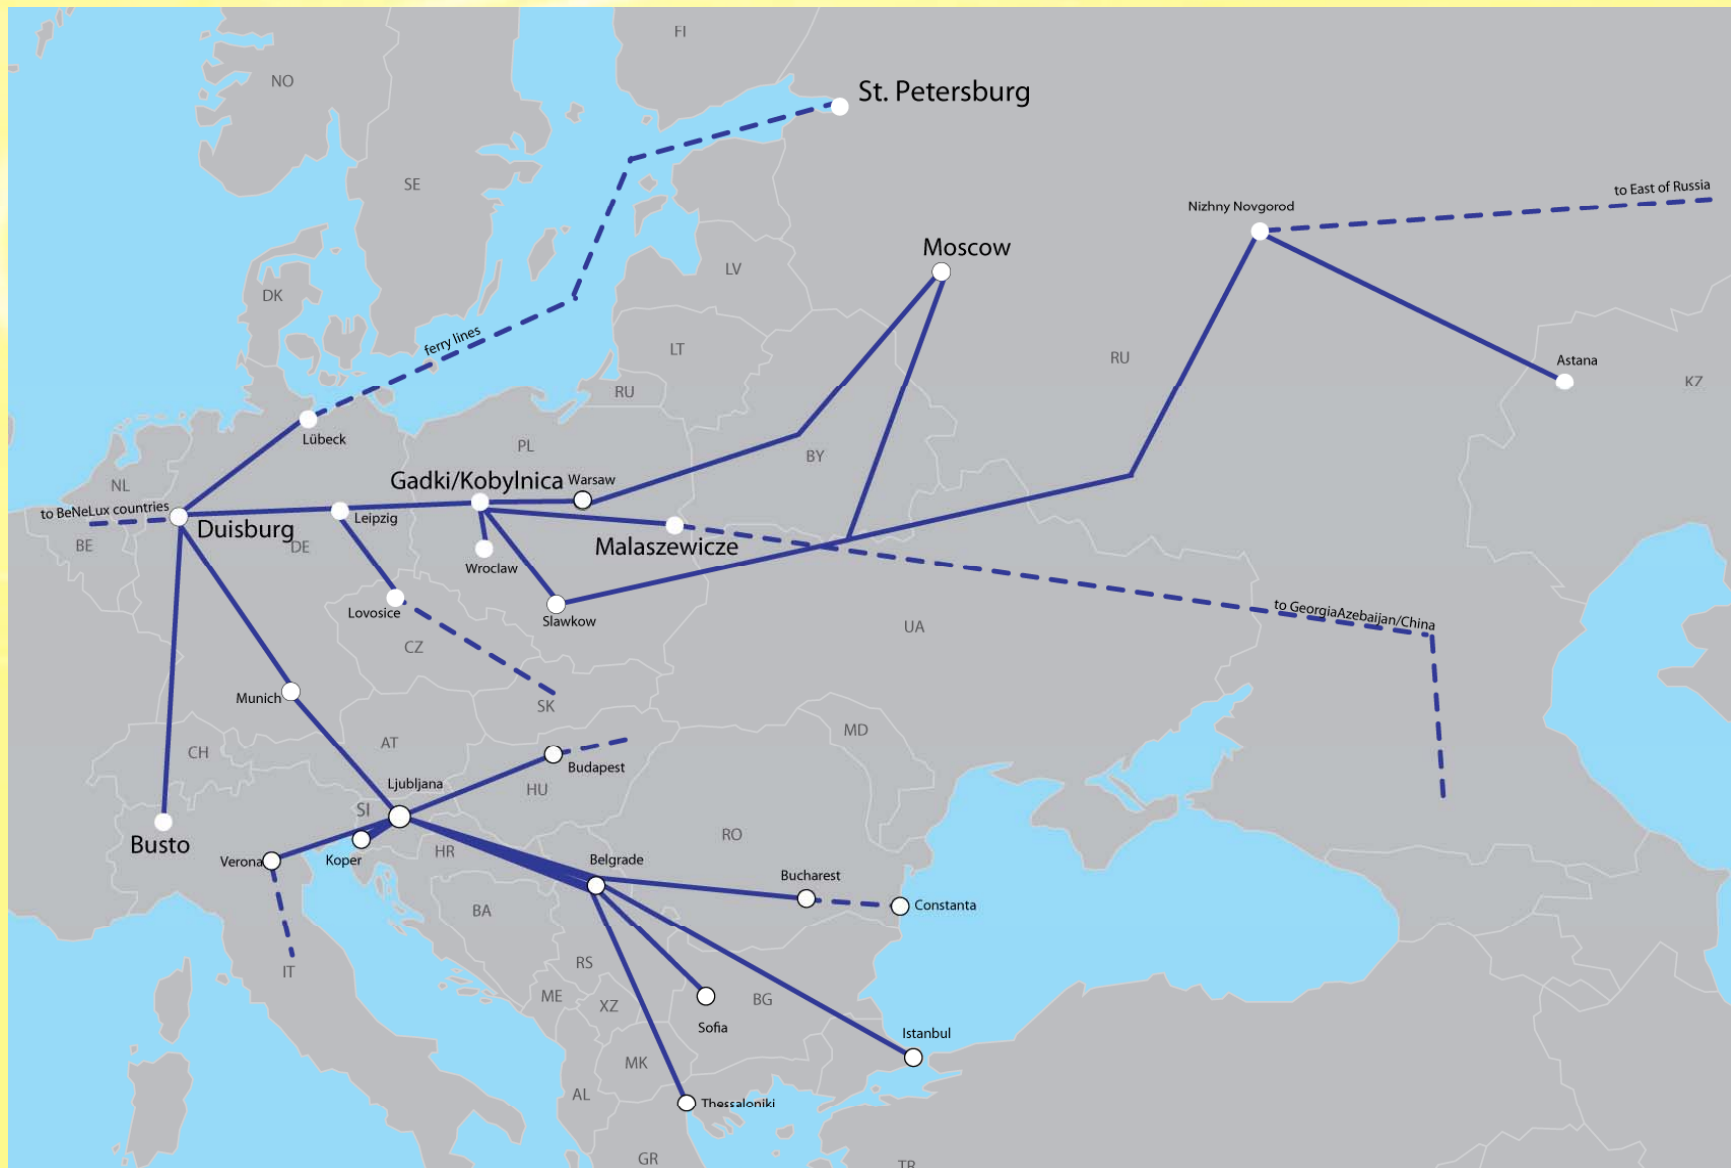 FI
NO
St. Petersburg
SE
to East of Russia
Nizhny Novgorod
Moscow
LV
DK
ferry lines
LT
RU
Astana
KZ
RU
Lübeck
PL
BY
Gadki/Kobylnica
Warsaw
NL
to BeNeLux countries
Leipzig
Duisburg
BE
DE
Malaszewicze
Wroclaw
Lovosice
Slawkow
to GeorgiaAzebaijan/China
UA
CZ
Munich
SK
MD
CH
AT
Budapest
Ljubljana
HU
SI
RO
Busto
Verona
Koper
HR
Belgrade
Bucharest
Constanta
BA
RS
IT
ME
XZ
BG
Sofia
Istanbul
MK
AL
Thessaloniki
GR
TR